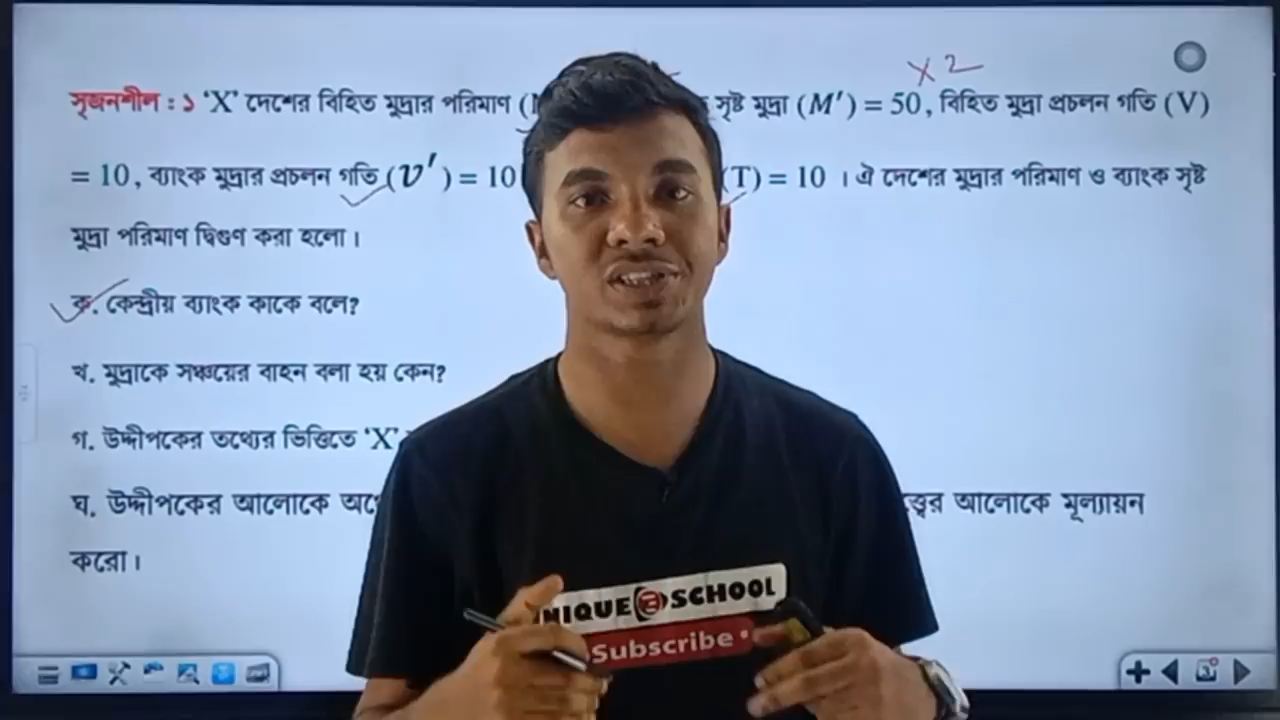 × 2
সৃজনশীল : ১ ‘X’ দেশের বিহিত মুদ্রার পরিমাণ ( সৃষ্ট মুদ্রা (M′) = 50, বিহিত মুদ্রা প্রচলন গতি (V)
= 10, ব্যাংক মুদ্রার প্রচলন গতি (v′) = 10 (T) = 10 । ঐ দেশের মুদ্রার পরিমাণ ও ব্যাংক সৃষ্ট
মুদ্রা পরিমাণ দ্বিগুণ করা হলো।
ক. কেন্দ্রীয় ব্যাংক কাকে বলে?
খ. মুদ্রাকে সঞ্চয়ের বাহন বলা হয় কেন?
গ. উদ্দীপকের তথ্যের ভিত্তিতে ‘X’
ঘ. উদ্দীপকের আলোকে আলোকে মূল্যায়ন
করো।
NIQUE SCHOOL
Subscribe